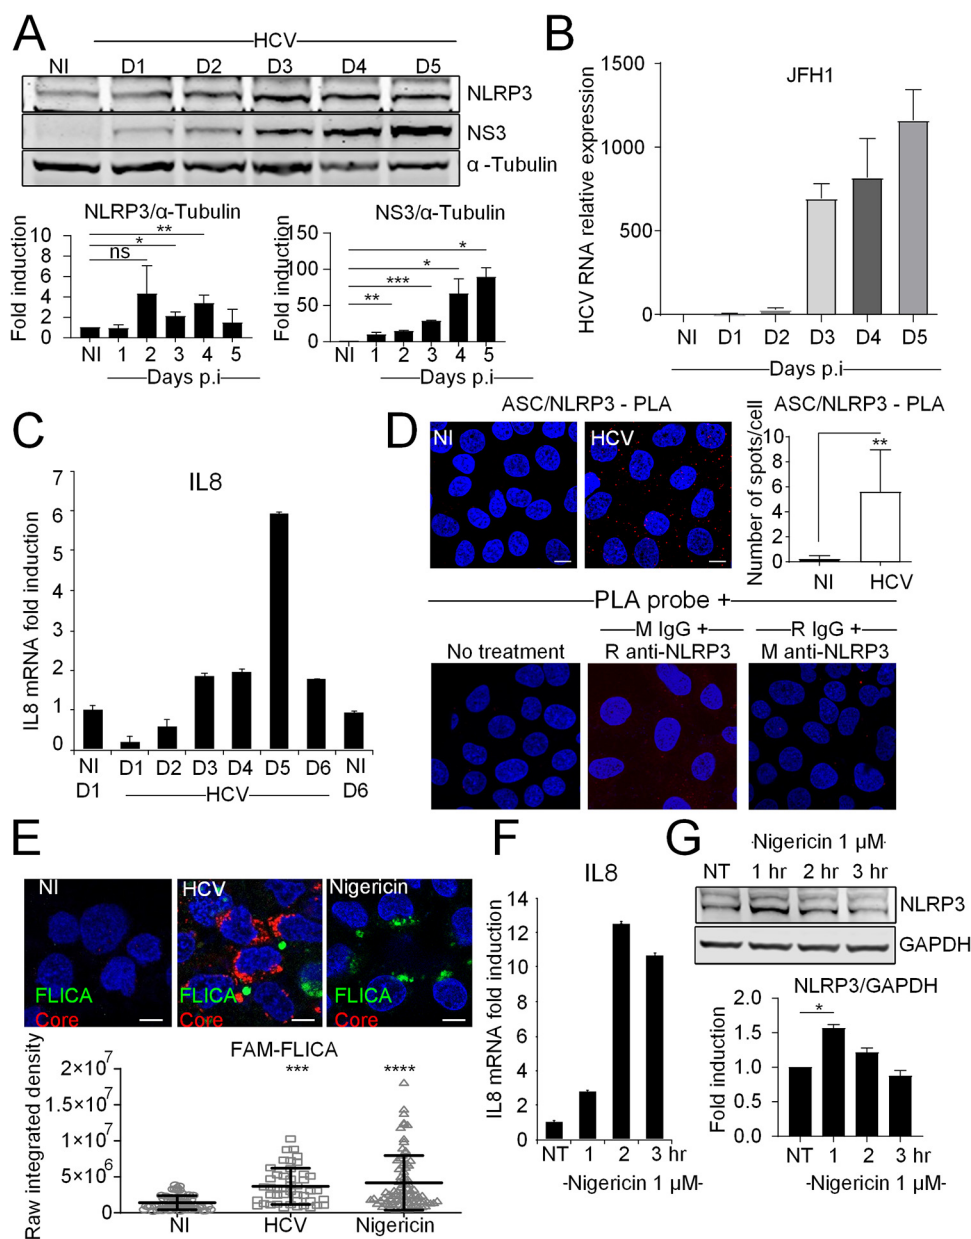 A
HCV
NI D1 D2 D3 D4 D5
NLRP3
NS3
α -Tubulin
NLRP3/α-Tubulin
Fold induction
10
8
6
4
2
0
ns
*
**
NI 1 2 3 4 5
Days p.i
NS3/α-Tubulin
Fold induction
150
100
50
0
**
***
*
*
NI 1 2 3 4 5
Days p.i
B
JFH1
HCV RNA relative expression
1500
1000
500
0
NI D1 D2 D3 D4 D5
Days p.i
C
IL8
IL8 mRNA fold induction
7
6
5
4
3
2
1
0
NI D1 D2 D3 D4 D5 D6 NI
D1 HCV D6
D
ASC/NLRP3 - PLA
NI
HCV
ASC/NLRP3 - PLA
Number of spots/cell
10
8
6
4
2
0
**
NI HCV
PLA probe +
No treatment
M IgG +
R anti-NLRP3
R IgG +
M anti-NLRP3
E
NI
FLICA
Core
HCV
FLICA
Core
Nigericin
FLICA
Core
FAM-FLICA
Raw integrated density
2×10⁷
1.5×10⁷
1×10⁷
5×10⁶
0
***
****
NI HCV Nigericin
F
IL8
IL8 mRNA fold induction
14
12
10
8
6
4
2
0
NT 1 2 3 hr
-Nigericin 1 µM-
G
-Nigericin 1 µM-
NT 1 hr 2 hr 3 hr
NLRP3
GAPDH
NLRP3/GAPDH
Fold induction
2.0
1.5
1.0
0.5
0.0
*
NT 1 2 3 hr
-Nigericin 1 µM-